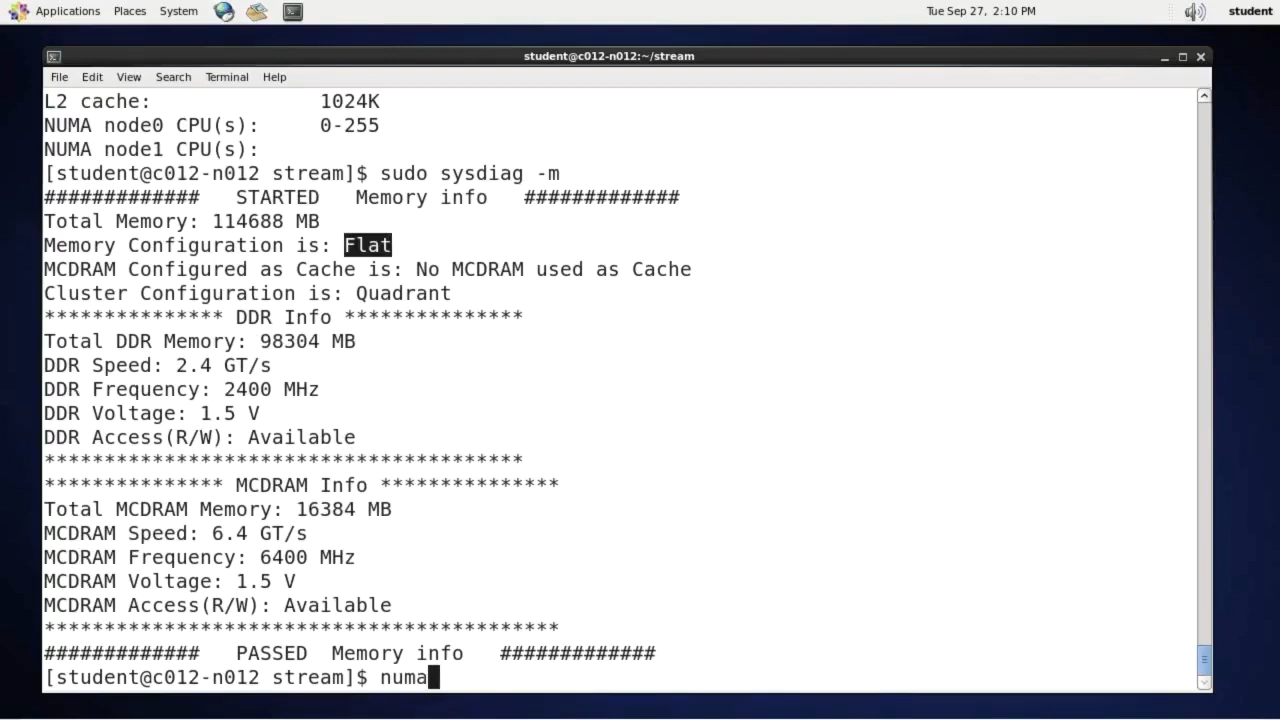 Applications Places System Tue Sep 27, 2:10 PM student
student@c012-n012:~/stream
File Edit View Search Terminal Help
L2 cache: 1024K
NUMA node0 CPU(s): 0-255
NUMA node1 CPU(s):
[student@c012-n012 stream]$ sudo sysdiag -m
############# STARTED Memory info #############
Total Memory: 114688 MB
Memory Configuration is: Flat
MCDRAM Configured as Cache is: No MCDRAM used as Cache
Cluster Configuration is: Quadrant
*************** DDR Info ***************
Total DDR Memory: 98304 MB
DDR Speed: 2.4 GT/s
DDR Frequency: 2400 MHz
DDR Voltage: 1.5 V
DDR Access(R/W): Available
****************************************
*************** MCDRAM Info ***************
Total MCDRAM Memory: 16384 MB
MCDRAM Speed: 6.4 GT/s
MCDRAM Frequency: 6400 MHz
MCDRAM Voltage: 1.5 V
MCDRAM Access(R/W): Available
*******************************************
############# PASSED Memory info #############
[student@c012-n012 stream]$ numa